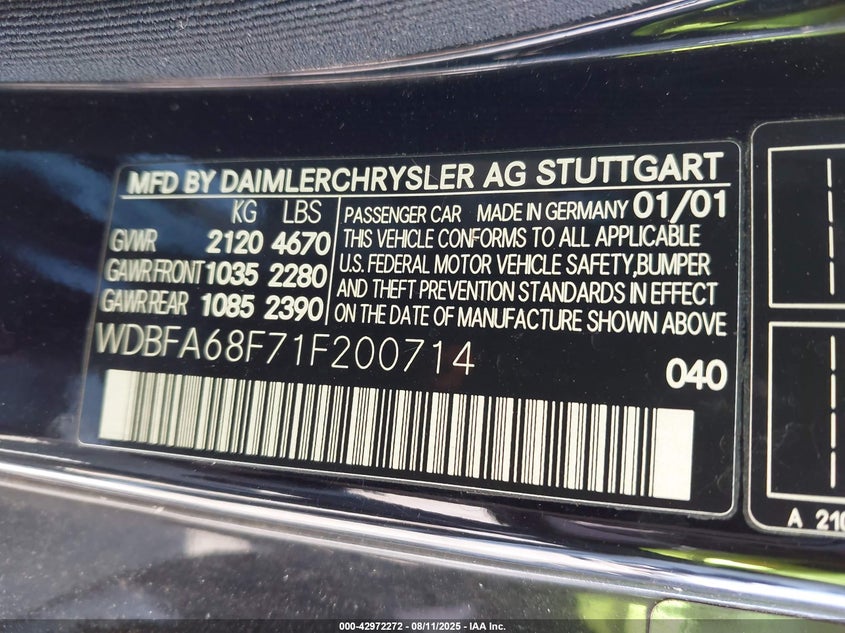 MFD BY DAIMLERCHRYSLER AG STUTTGART
KG LBS
GVWR 2120 4670
GAWR FRONT 1035 2280
GAWR REAR 1085 2390
PASSENGER CAR MADE IN GERMANY 01/01
THIS VEHICLE CONFORMS TO ALL APPLICABLE
U.S. FEDERAL MOTOR VEHICLE SAFETY,BUMPER
AND THEFT PREVENTION STANDARDS IN EFFECT
ON THE DATE OF MANUFACTURE SHOWN ABOVE
WDBFA68F71F200714
040
A 210
000-42972272 - 08/11/2025 - IAA Inc.